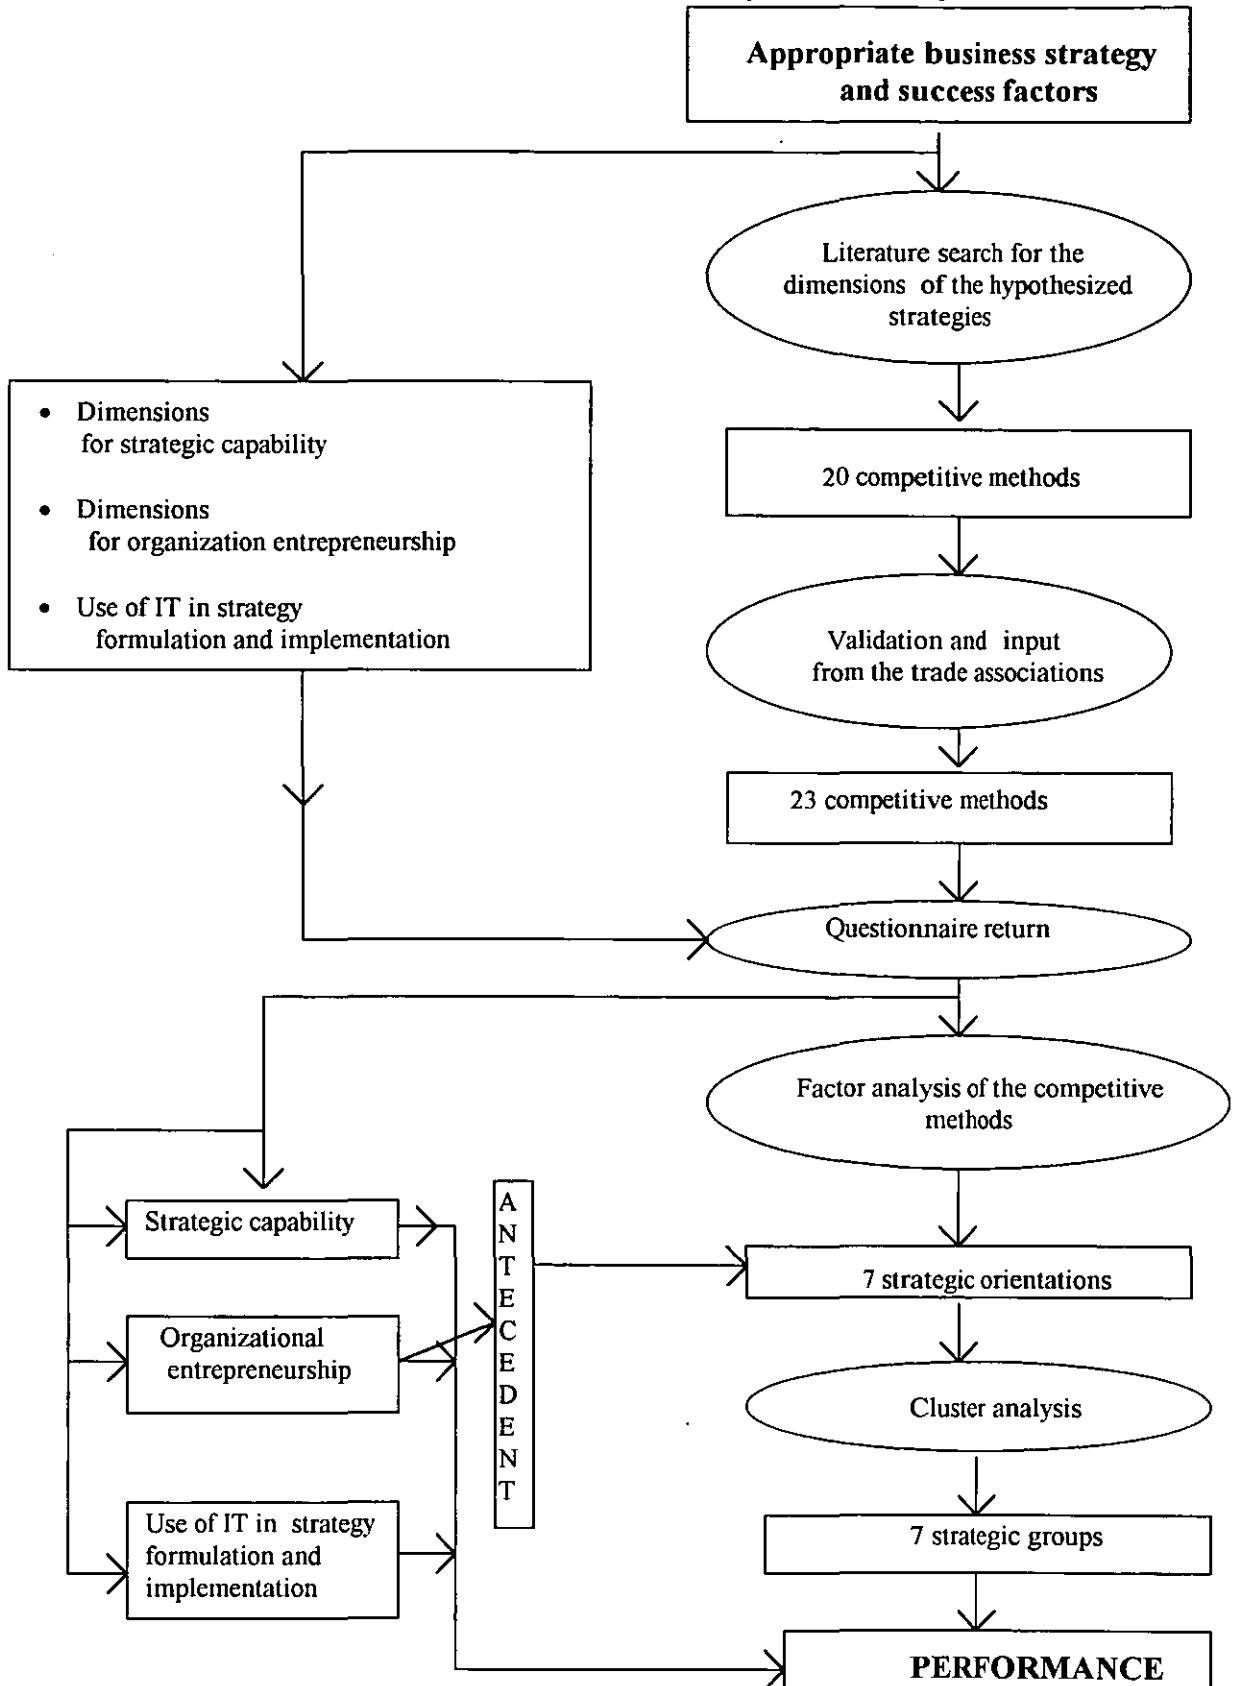 Appropriate business strategy
and success factors
Literature search for the
dimensions of the hypothesized
strategies
• Dimensions
for strategic capability
• Dimensions
for organization entrepreneurship
• Use of IT in strategy
formulation and implementation
20 competitive methods
Validation and input
from the trade associations
23 competitive methods
Questionnaire return
Factor analysis of the competitive
methods
Strategic capability
Organizational
entrepreneurship
Use of IT in strategy
formulation and
implementation
A
N
T
E
C
E
D
E
N
T
7 strategic orientations
Cluster analysis
7 strategic groups
PERFORMANCE